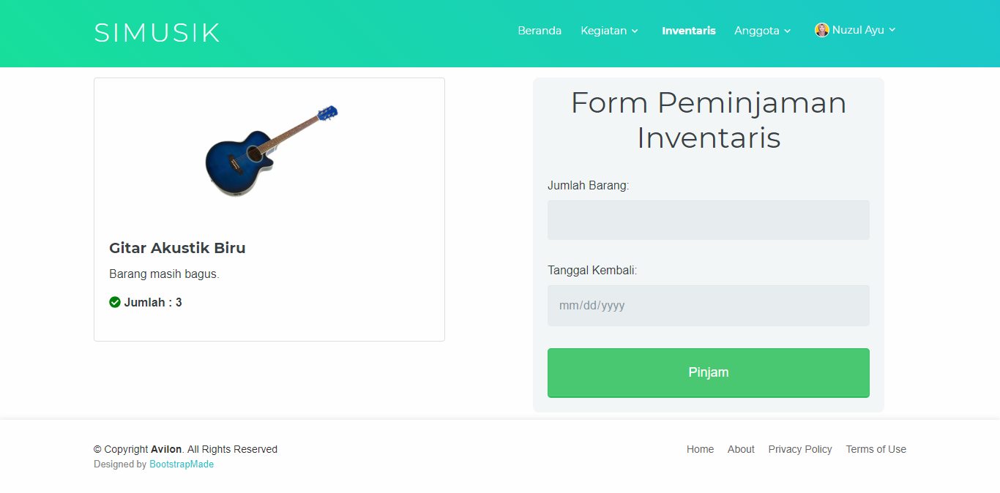 SIMUSIK
Beranda Kegiatan Inventaris Anggota Nuzul Ayu
Gitar Akustik Biru
Barang masih bagus.
Jumlah : 3
Form Peminjaman
Inventaris
Jumlah Barang:
Tanggal Kembali:
mm/dd/yyyy
Pinjam
© Copyright Avilon. All Rights Reserved
Designed by BootstrapMade
Home About Privacy Policy Terms of Use